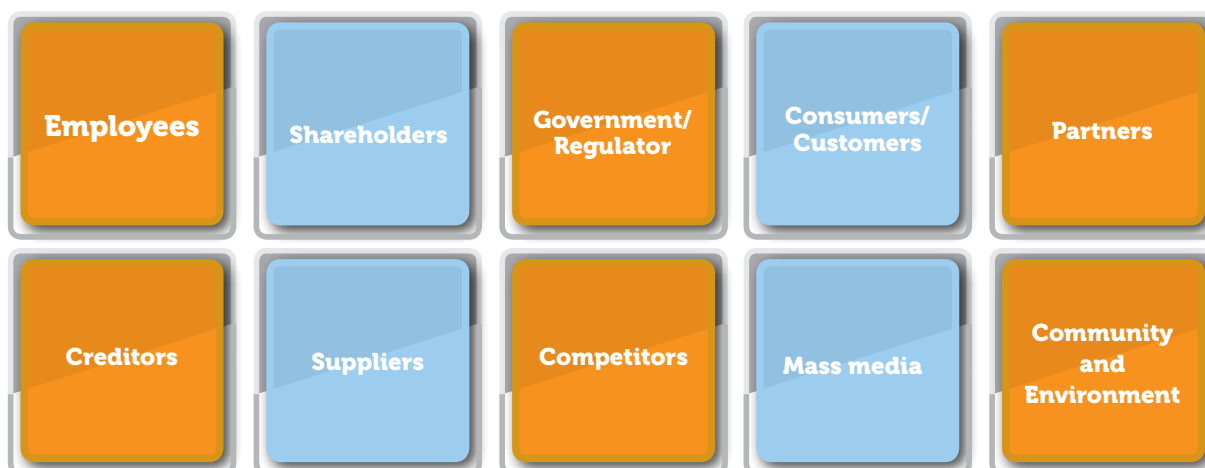 Employees
Shareholders
Government/
Regulator
Consumers/
Customers
Partners
Creditors
Suppliers
Competitors
Mass media
Community
and
Environment